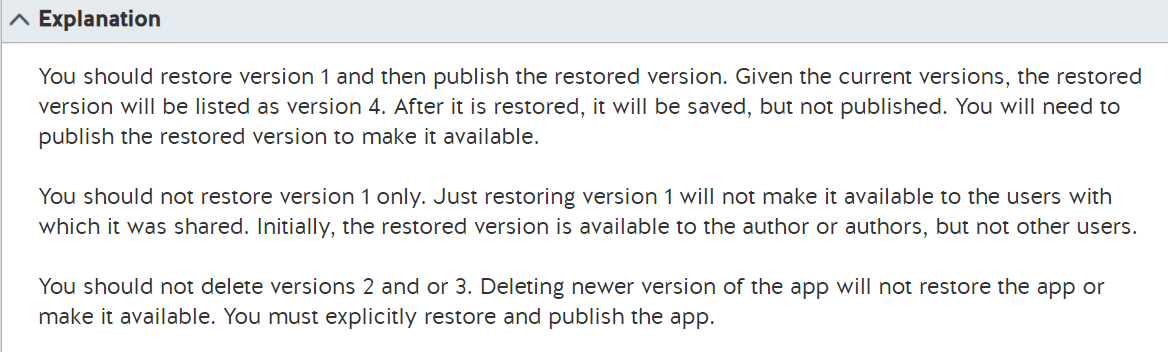 Explanation
You should restore version 1 and then publish the restored version. Given the current versions, the restored
version will be listed as version 4. After it is restored, it will be saved, but not published. You will need to
publish the restored version to make it available.
You should not restore version 1 only. Just restoring version 1 will not make it available to the users with
which it was shared. Initially, the restored version is available to the author or authors, but not other users.
You should not delete versions 2 and or 3. Deleting newer version of the app will not restore the app or
make it available. You must explicitly restore and publish the app.